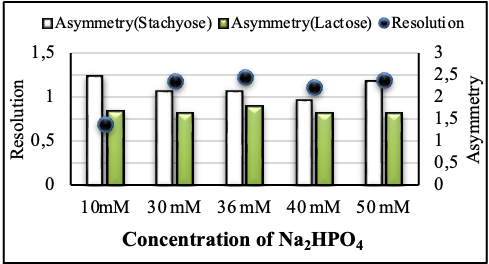 Asymmetry(Stachyose) Asymmetry(Lactose) Resolution
1,5
1
0,5
0
Resolution
3
2,5
2
1,5
1
0,5
0
Asymmetry
10mM 30 mM 36 mM 40 mM 50 mM
Concentration of Na₂HPO₄